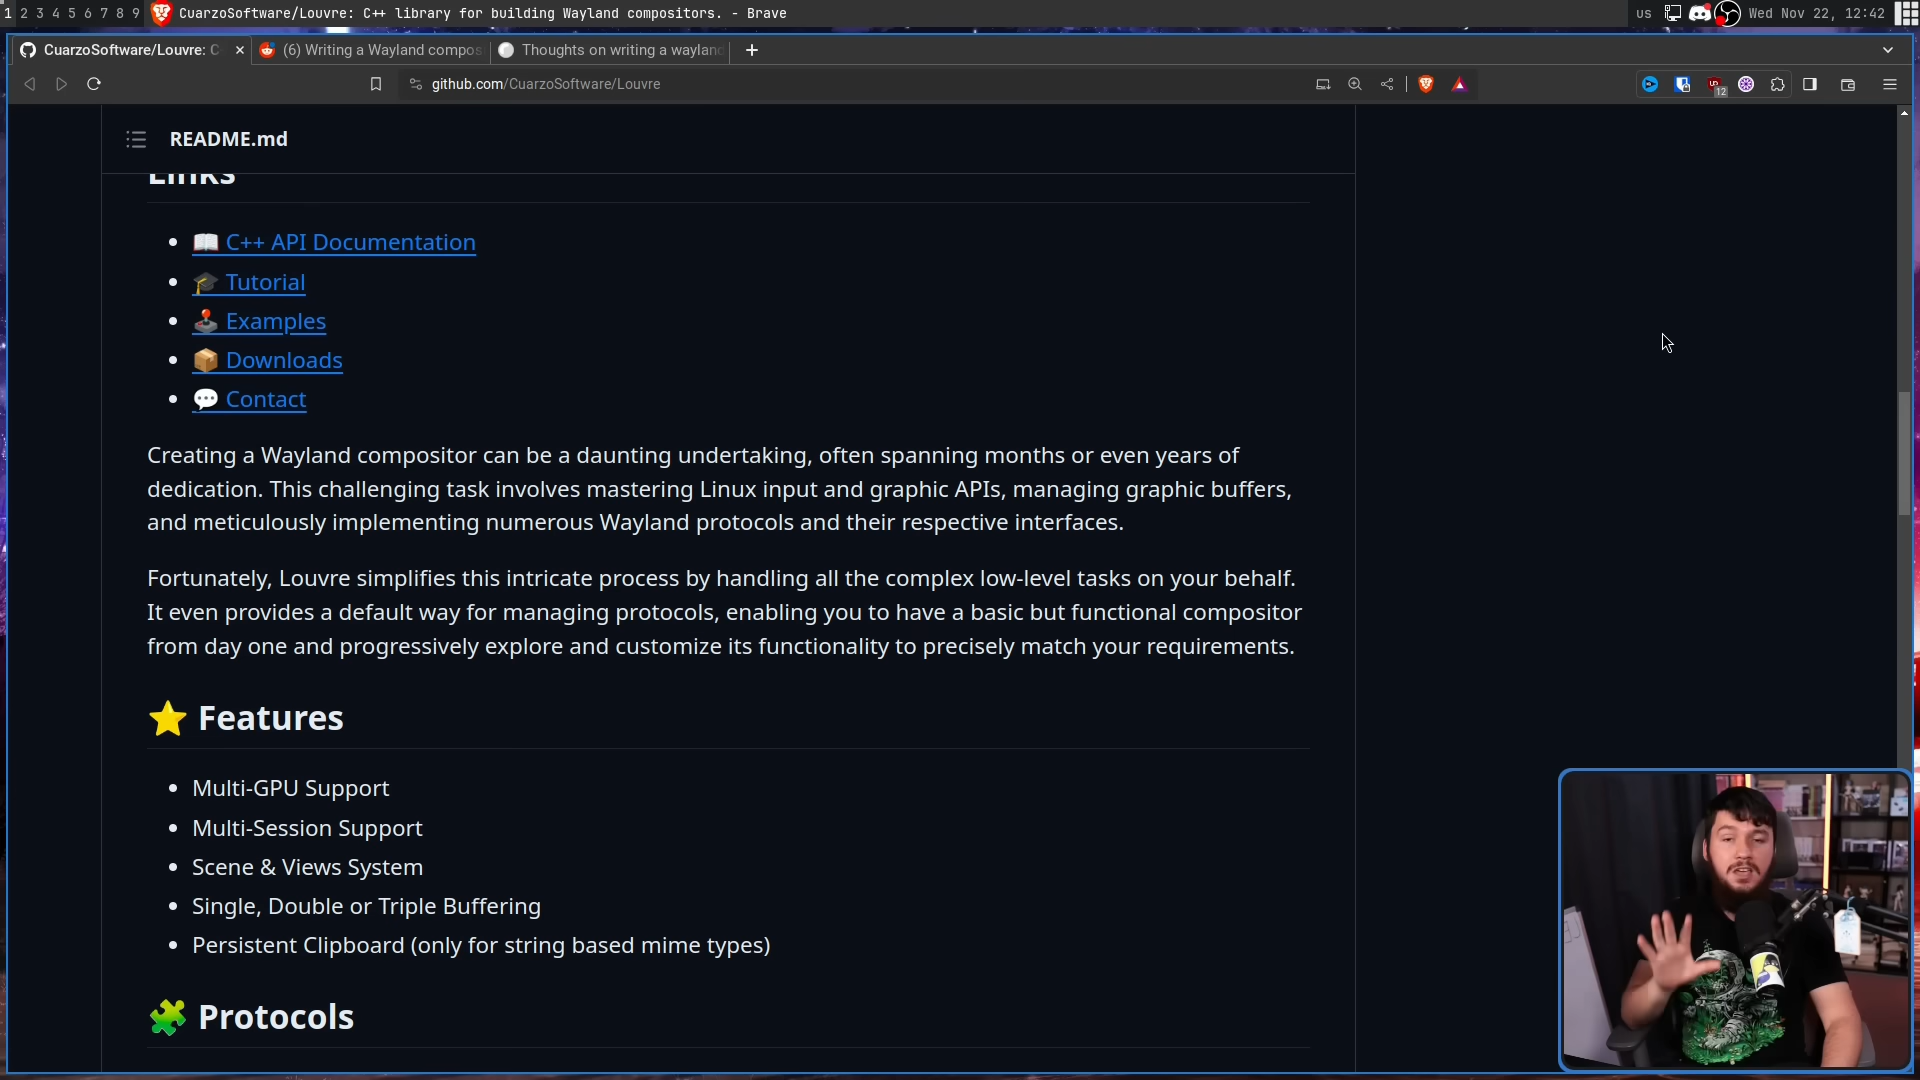 1 2 3 4 5 6 7 8 9 CuarzoSoftware/Louvre: C++ library for building Wayland compositors. - Brave us Wed Nov 22, 12:42
CuarzoSoftware/Louvre: C (6) Writing a Wayland compos Thoughts on writing a wayland
github.com/CuarzoSoftware/Louvre 12
README.md
Links
📖 C++ API Documentation
🎓 Tutorial
🕹️ Examples
📦 Downloads
💬 Contact
Creating a Wayland compositor can be a daunting undertaking, often spanning months or even years of
dedication. This challenging task involves mastering Linux input and graphic APIs, managing graphic buffers,
and meticulously implementing numerous Wayland protocols and their respective interfaces.
Fortunately, Louvre simplifies this intricate process by handling all the complex low-level tasks on your behalf.
It even provides a default way for managing protocols, enabling you to have a basic but functional compositor
from day one and progressively explore and customize its functionality to precisely match your requirements.
⭐ Features
Multi-GPU Support
Multi-Session Support
Scene & Views System
Single, Double or Triple Buffering
Persistent Clipboard (only for string based mime types)
🧩 Protocols